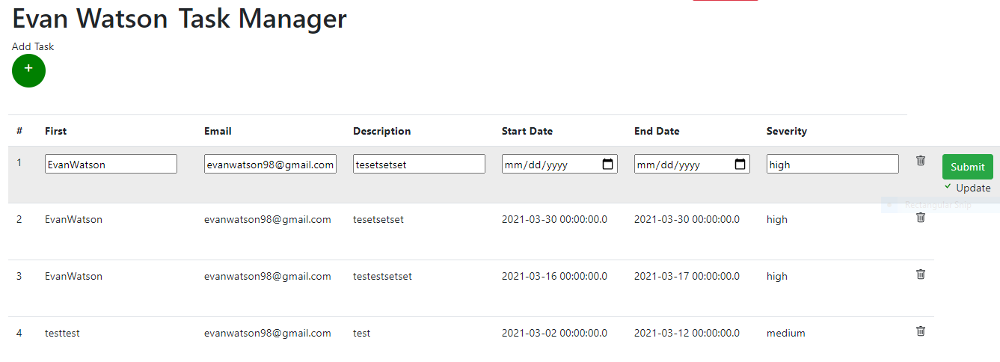 Evan Watson Task Manager
Add Task
+
# First Email Description Start Date End Date Severity
1 EvanWatson evanwatson98@gmail.com tesetsetset mm/dd/yyyy mm/dd/yyyy high Submit
Update
Rectangular Snip
2 EvanWatson evanwatson98@gmail.com tesetsetset 2021-03-30 00:00:00.0 2021-03-30 00:00:00.0 high
3 EvanWatson evanwatson98@gmail.com testestsetset 2021-03-16 00:00:00.0 2021-03-17 00:00:00.0 high
4 testtest evanwatson98@gmail.com test 2021-03-02 00:00:00.0 2021-03-12 00:00:00.0 medium